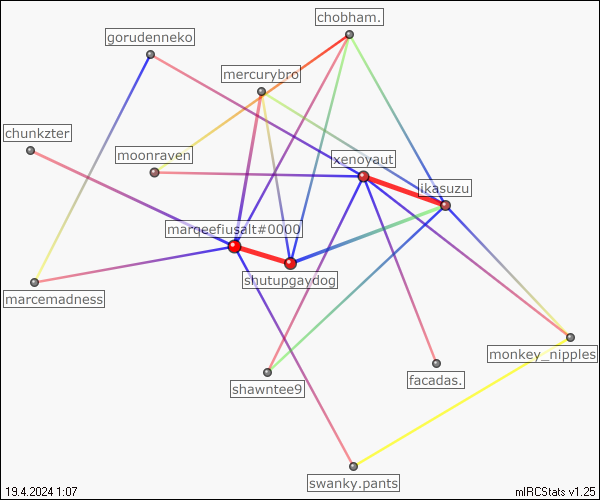 chobham.
gorudenneko
mercurybro
chunkzter
moonraven
xenoyaut
ikasuzu
marqeefiusalt#0000
shutupgaydog
marcemadness
monkey_nipples
facadas.
shawntee9
swanky.pants
19.4.2024 1:07
mIRCStats v1.25